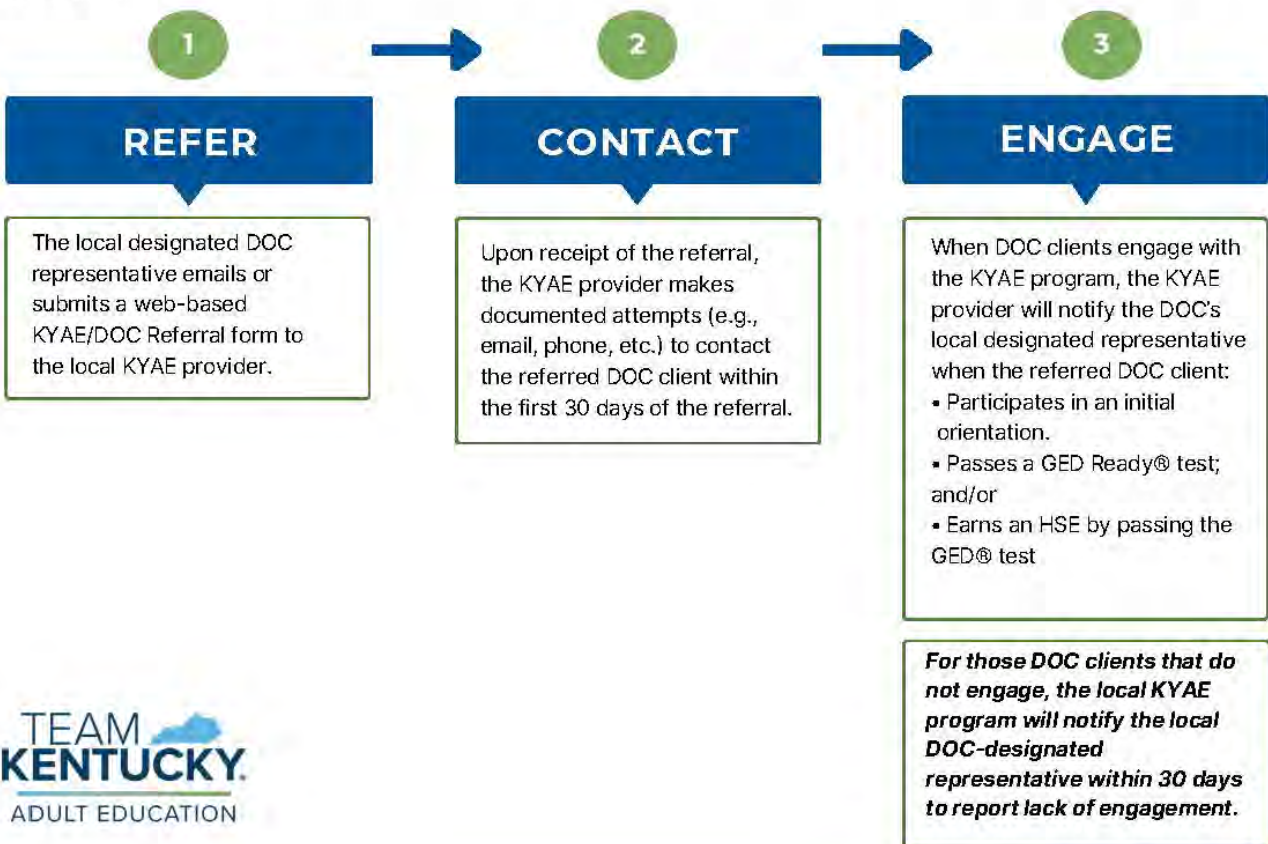 1
2
3
REFER
CONTACT
ENGAGE
The local designated DOC
representative emails or
submits a web-based
KYAE/DOC Referral form to
the local KYAE provider.
Upon receipt of the referral,
the KYAE provider makes
documented attempts (e.g.,
email, phone, etc.) to contact
the referred DOC client within
the first 30 days of the referral.
When DOC clients engage with
the KYAE program, the KYAE
provider will notify the DOC's
local designated representative
when the referred DOC client:
▪ Participates in an initial
orientation.
▪ Passes a GED Ready® test;
and/or
▪ Earns an HSE by passing the
GED® test
For those DOC clients that do
not engage, the local KYAE
program will notify the local
DOC-designated
representative within 30 days
to report lack of engagement.
TEAM
KENTUCKY.
ADULT EDUCATION